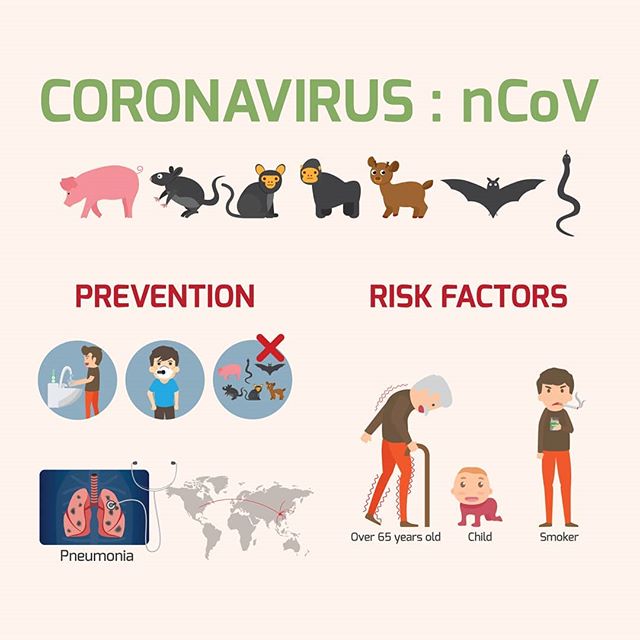 CORONAVIRUS : nCoV
PREVENTION
RISK FACTORS
Pneumonia
Over 65 years old
Child
Smoker